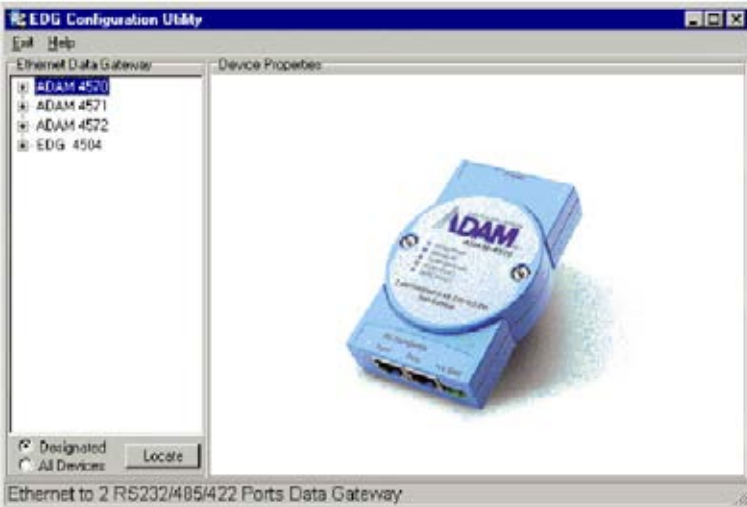 EDG Configuration Utility
Exit Help
Ethernet Data Gateway
Device Properties
ADAM 4570
ADAM 4571
ADAM 4572
EDG 4504
ADAM
Designated
All Devices
Locate
Ethernet to 2 RS232/485/422 Ports Data Gateway